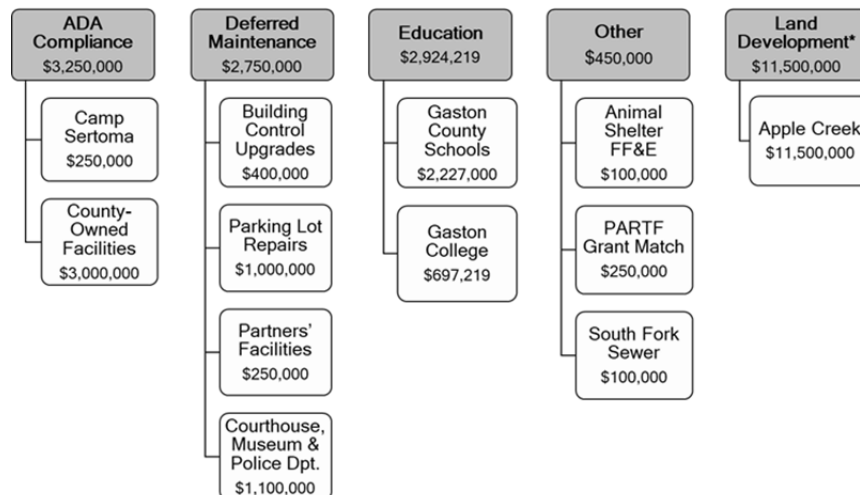 ADA
Compliance
$3,250,000
Camp
Sertoma
$250,000
County-
Owned
Facilities
$3,000,000
Deferred
Maintenance
$2,750,000
Building
Control
Upgrades
$400,000
Parking Lot
Repairs
$1,000,000
Partners’
Facilities
$250,000
Courthouse,
Museum &
Police Dpt.
$1,100,000
Education
$2,924,219
Gaston
County
Schools
$2,227,000
Gaston
College
$697,219
Other
$450,000
Animal
Shelter
FF&E
$100,000
PARTF
Grant Match
$250,000
South Fork
Sewer
$100,000
Land
Development*
$11,500,000
Apple Creek
$11,500,000